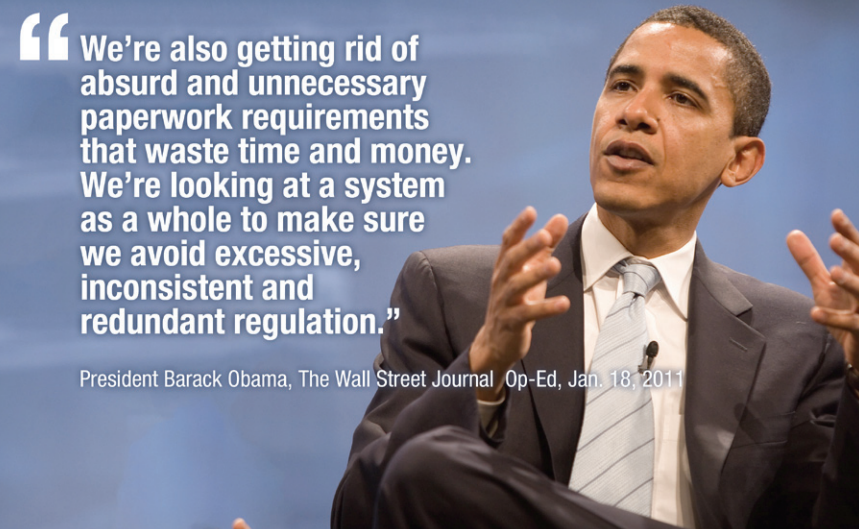 “We’re also getting rid of
absurd and unnecessary
paperwork requirements
that waste time and money.
We’re looking at a system
as a whole to make sure
we avoid excessive,
inconsistent and
redundant regulation.”
President Barack Obama, The Wall Street Journal Op-Ed, Jan. 18, 2011